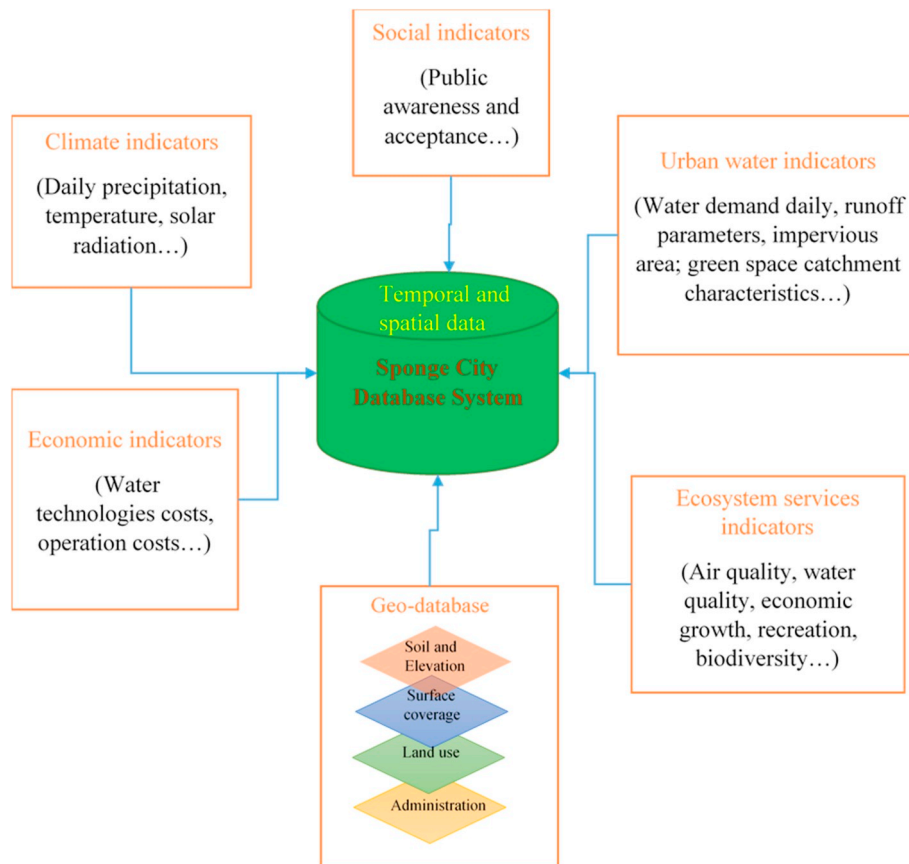 Social indicators
(Public
awareness and
acceptance…)
Climate indicators
(Daily precipitation,
temperature, solar
radiation…)
Urban water indicators
(Water demand daily, runoff
parameters, impervious
area; green space catchment
characteristics…)
Temporal and
spatial data
Sponge City
Database System
Economic indicators
(Water
technologies costs,
operation costs…)
Ecosystem services
indicators
(Air quality, water
quality, economic
growth, recreation,
biodiversity…)
Geo-database
Soil and
Elevation
Surface
coverage
Land use
Administration